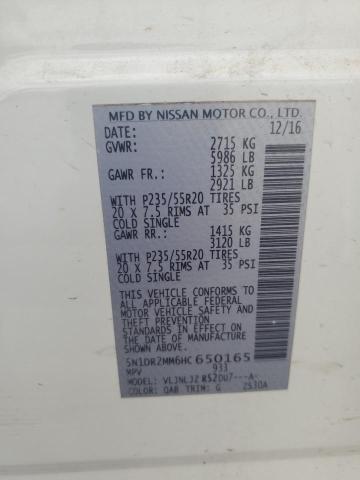 MFD BY NISSAN MOTOR CO., LTD.
DATE: 12/16
GVWR: 2715 KG
5986 LB
GAWR FR.: 1325 KG
2921 LB
WITH P235/55R20 TIRES
20 X 7.5 RIMS AT 35 PSI
COLD SINGLE
GAWR RR.: 1415 KG
3120 LB
WITH P235/55R20 TIRES
20 X 7.5 RIMS AT 35 PSI
COLD SINGLE
THIS VEHICLE CONFORMS TO
ALL APPLICABLE FEDERAL
MOTOR VEHICLE SAFETY AND
THEFT PREVENTION
STANDARDS IN EFFECT ON
THE DATE OF MANUFACTURE
SHOWN ABOVE.
5N1DR2MM6HC650165
MPV 933
MODEL: VLJNLJZ RS2DU7---A-
COLOR: QAB TRIM: G ZS30A